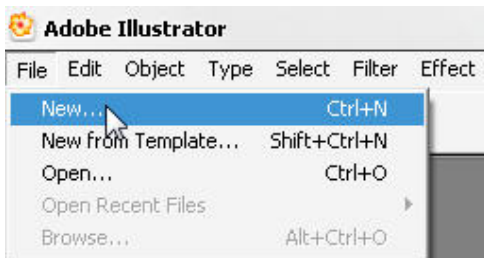 Adobe Illustrator
File Edit Object Type Select Filter Effect
New... Ctrl+N
New from Template... Shift+Ctrl+N
Open... Ctrl+O
Open Recent Files
Browse... Alt+Ctrl+O